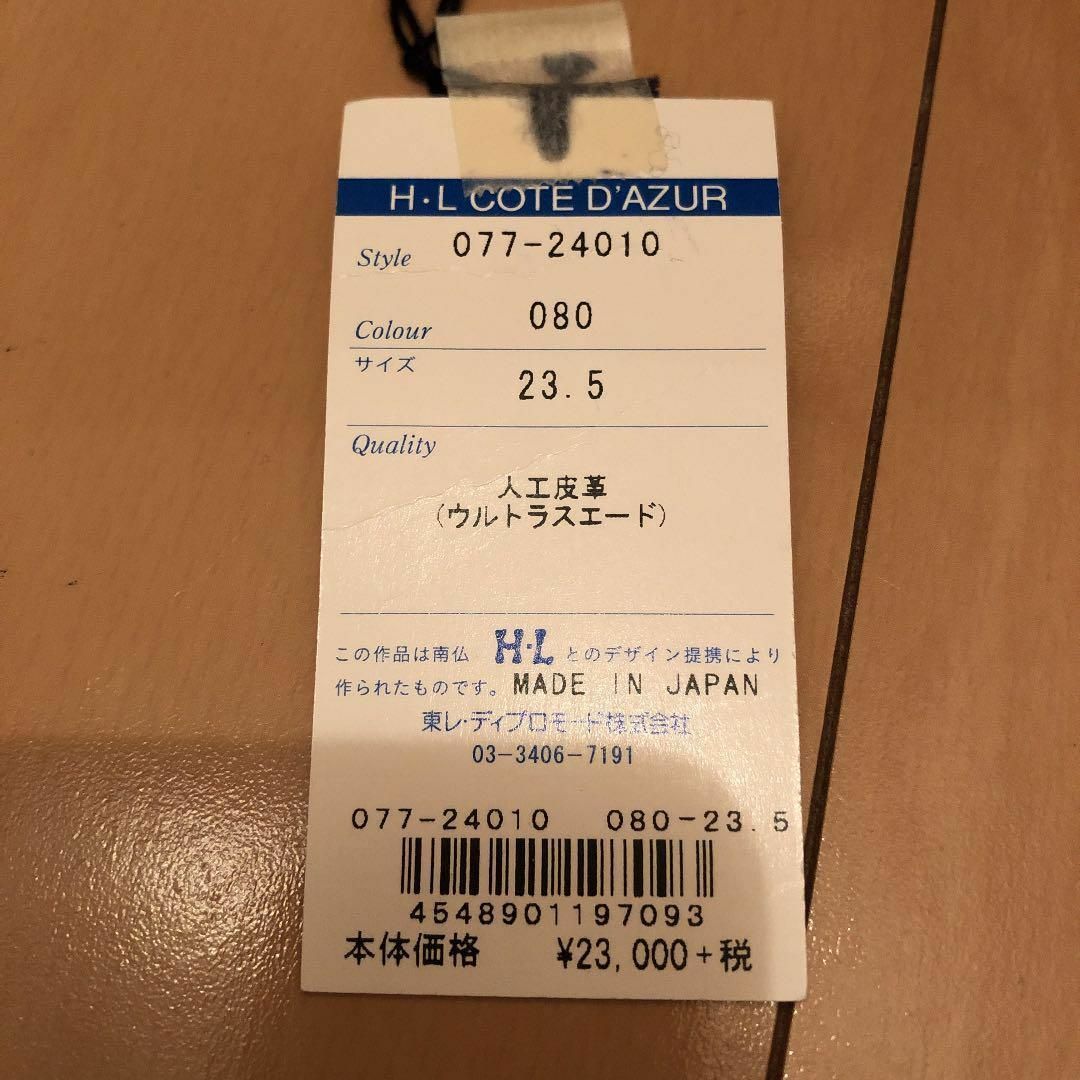 H・L COTE D'AZUR
Style 077-24010
Colour 080
サイズ
23.5
Quality
人工皮革
(ウルトラスエード)
この作品は南仏 H・L とのデザイン提携により
作られたものです。 MADE IN JAPAN
東レ・ディプロモード株式会社
03-3406-7191
077-24010 080-23.5
4548901197093
本体価格 ¥23,000+税